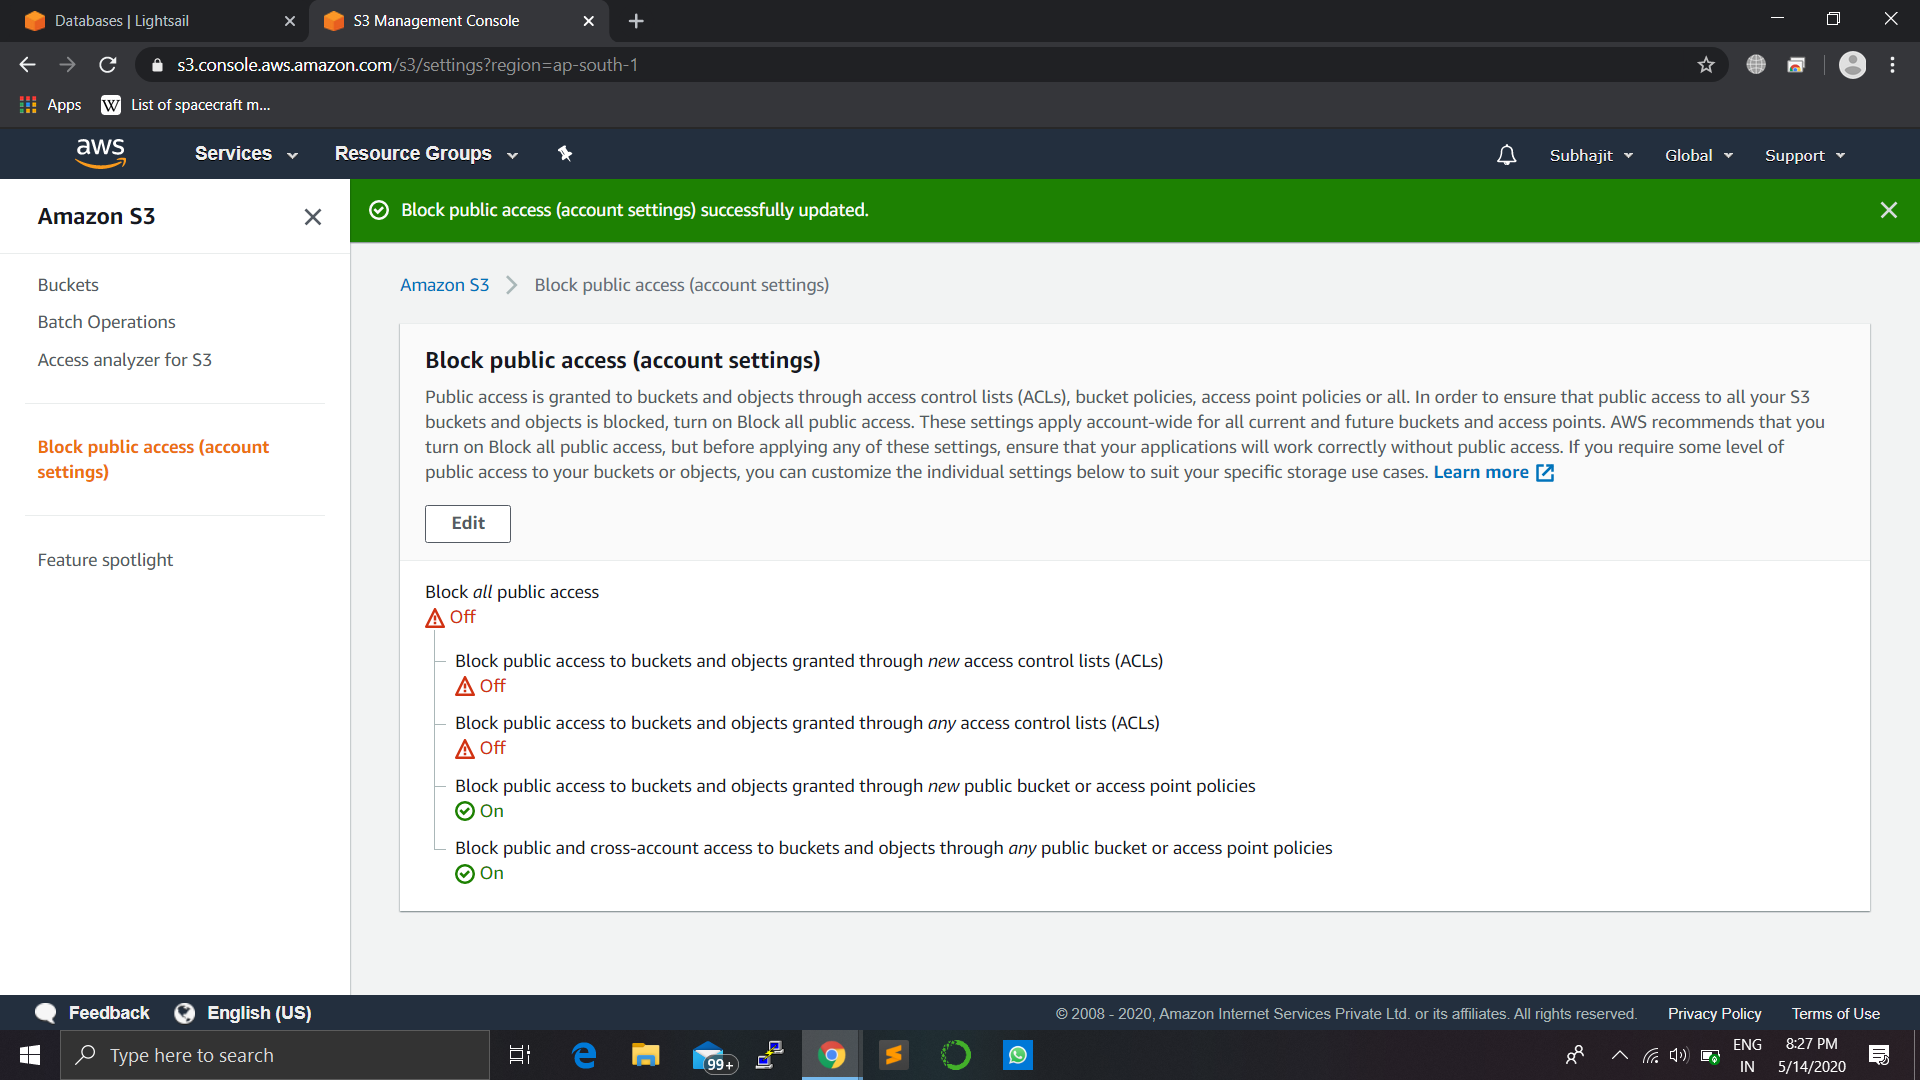 Databases | Lightsail
S3 Management Console
s3.console.aws.amazon.com/s3/settings?region=ap-south-1
Apps
W
List of spacecraft m...
aws
Services
Resource Groups
Subhajit
Global
Support
Amazon S3
Block public access (account settings) successfully updated.
Buckets
Batch Operations
Access analyzer for S3
Block public access (account
settings)
Feature spotlight
Amazon S3
Block public access (account settings)
Block public access (account settings)
Public access is granted to buckets and objects through access control lists (ACLs), bucket policies, access point policies or all. In order to ensure that public access to all your S3
buckets and objects is blocked, turn on Block all public access. These settings apply account-wide for all current and future buckets and access points. AWS recommends that you
turn on Block all public access, but before applying any of these settings, ensure that your applications will work correctly without public access. If you require some level of
public access to your buckets or objects, you can customize the individual settings below to suit your specific storage use cases. Learn more
Edit
Block all public access
Off
Block public access to buckets and objects granted through new access control lists (ACLs)
Off
Block public access to buckets and objects granted through any access control lists (ACLs)
Off
Block public access to buckets and objects granted through new public bucket or access point policies
On
Block public and cross-account access to buckets and objects through any public bucket or access point policies
On
Feedback
English (US)
© 2008 - 2020, Amazon Internet Services Private Ltd. or its affiliates. All rights reserved.
Privacy Policy
Terms of Use
Type here to search
99+
ENG
IN
8:27 PM
5/14/2020